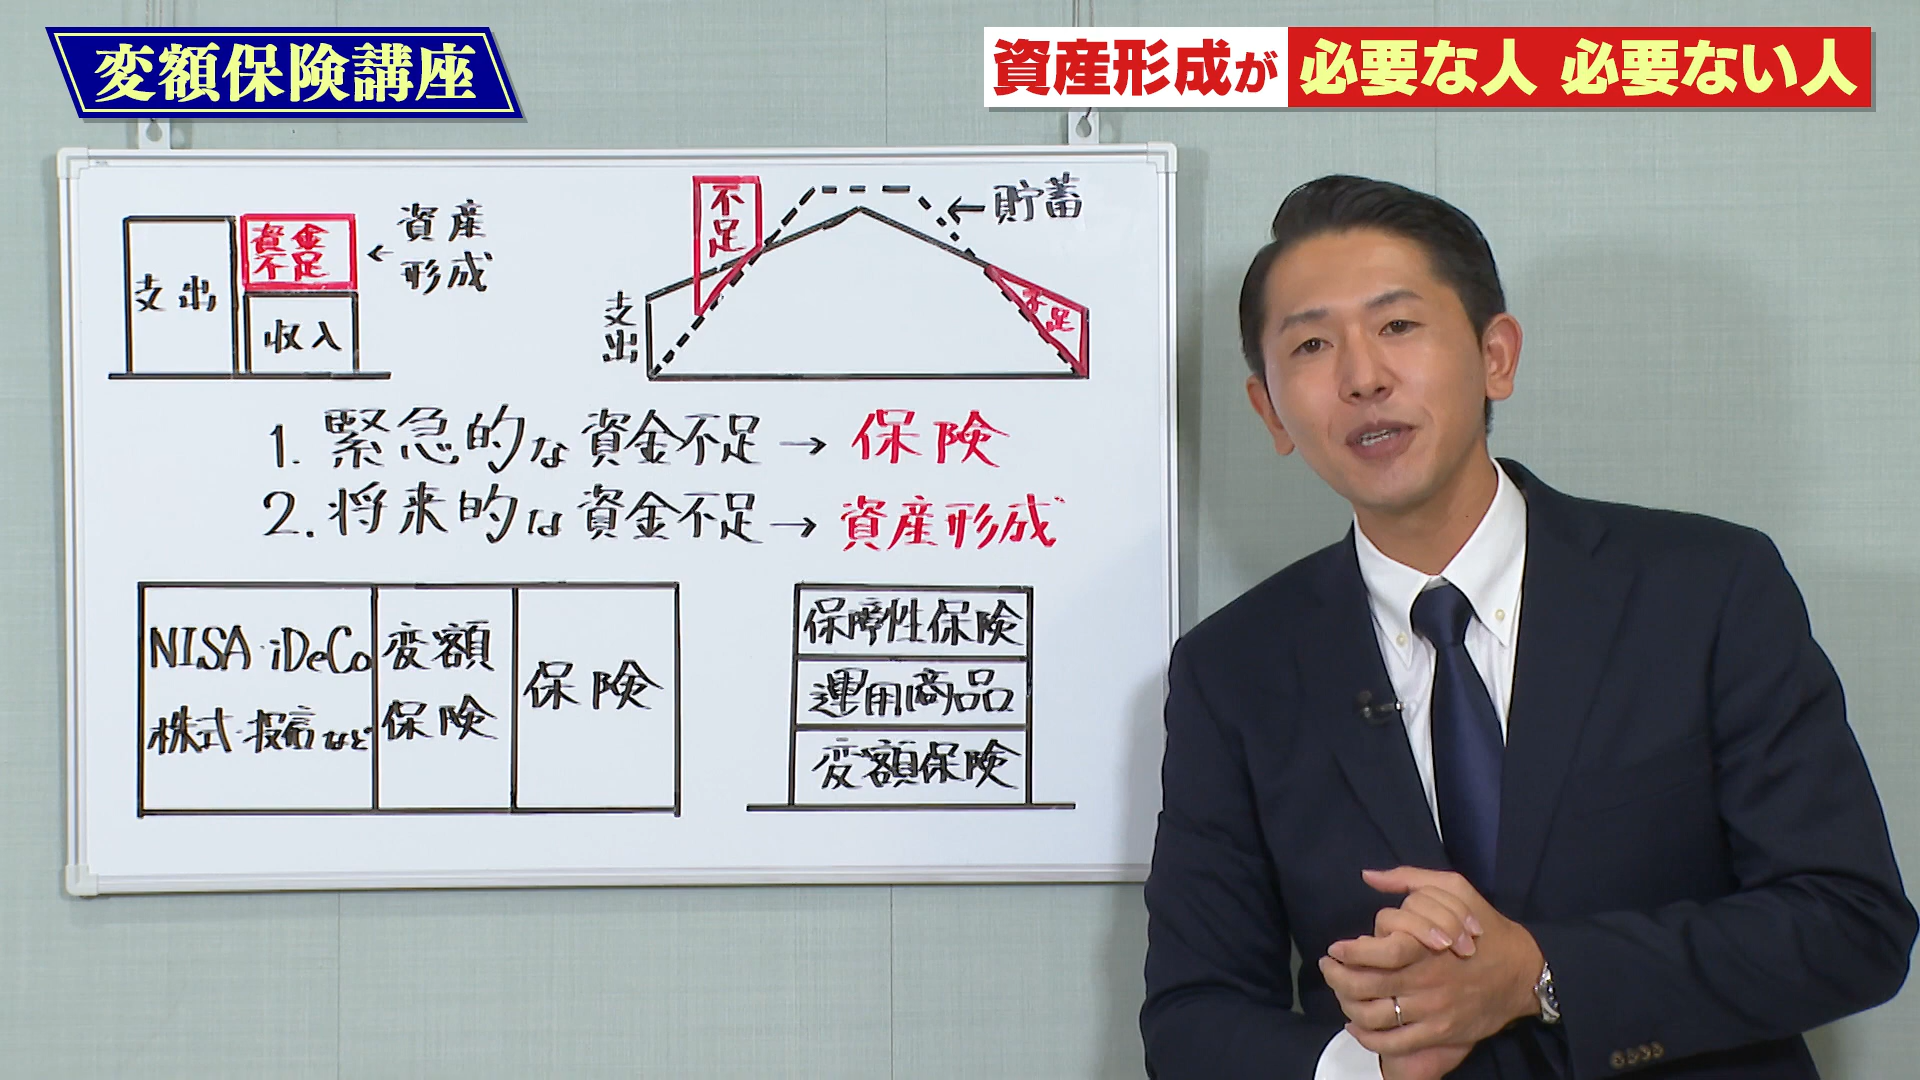 変額保険講座
資産形成が 必要な人 必要ない人
支出
資金
不足
収入
←資産
形成
不足
←貯蓄
支出
不足
1. 緊急的な資金不足→保険
2. 将来的な資金不足→資産形成
NISA・iDeCo
株式・投信など
変額
保険
保険
保障性保険
運用商品
変額保険